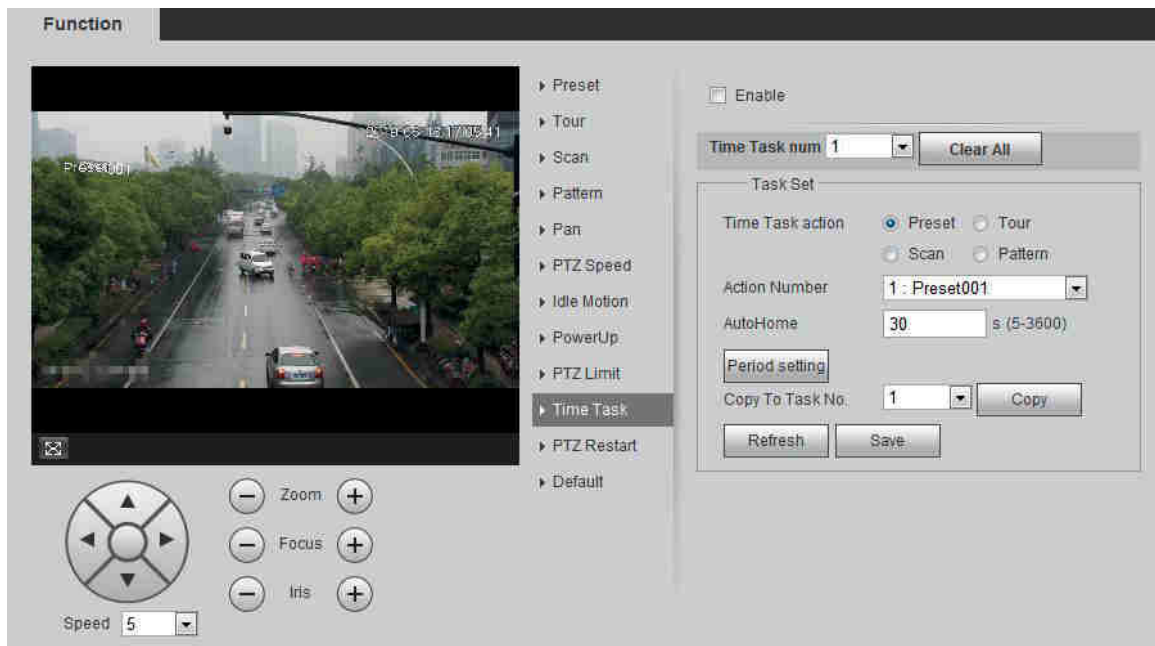 Function
Preset001
Preset
Tour
Scan
Pattern
Pan
PTZ Speed
Idle Motion
PowerUp
PTZ Limit
Time Task
PTZ Restart
Default
Enable
Time Task num 1 Clear All
Task Set
Time Task action Preset Tour
Scan Pattern
Action Number 1 : Preset001
AutoHome 30 s (5-3600)
Period setting
Copy To Task No. 1 Copy
Refresh Save
Zoom
Focus
Iris
Speed 5